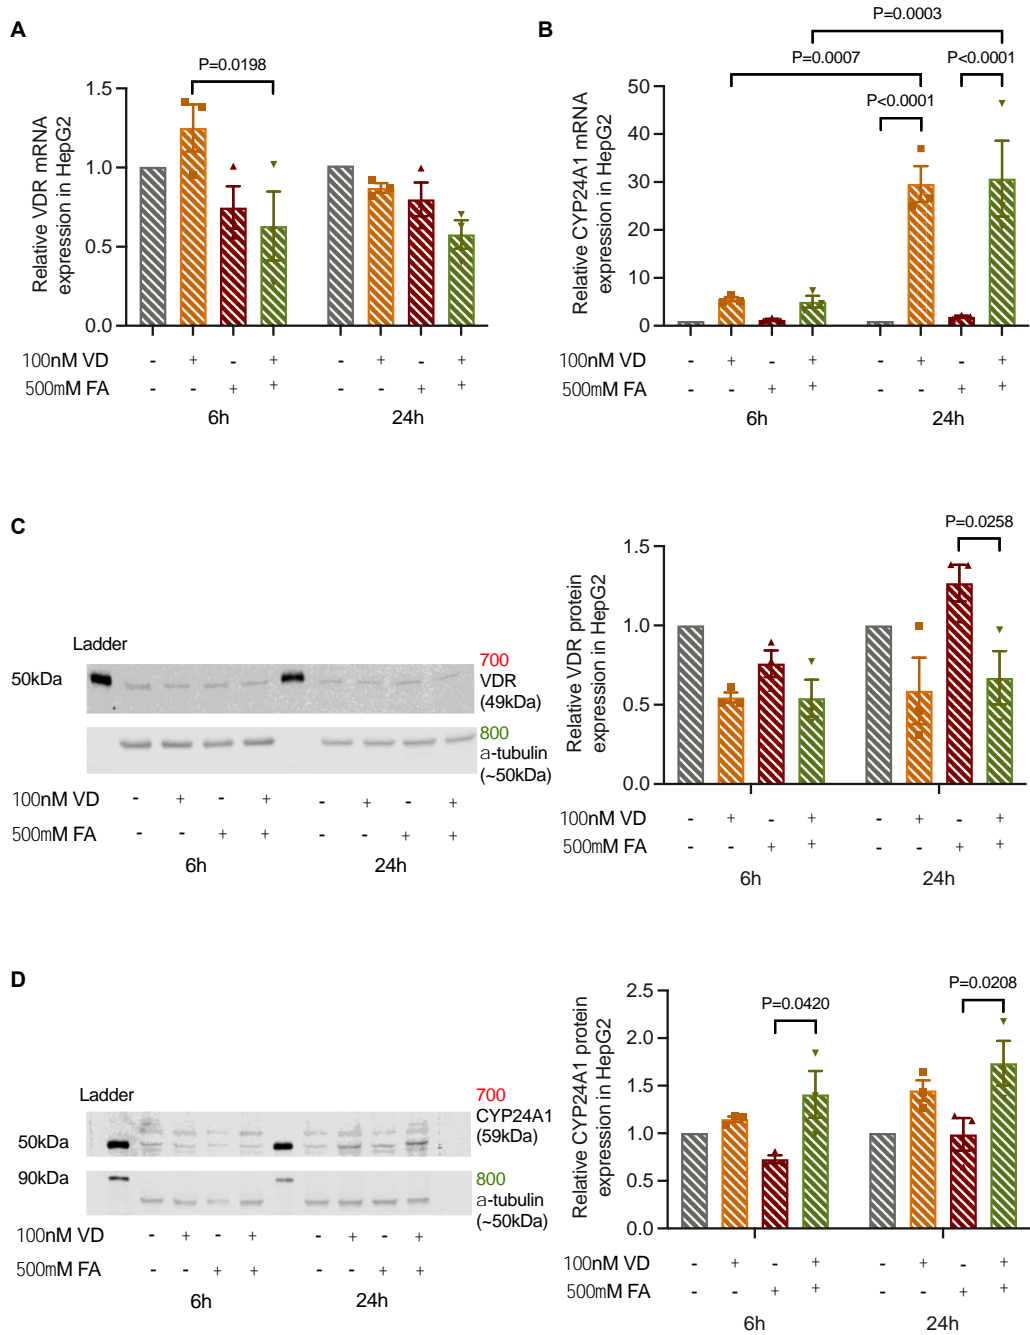 A
P=0.0198
Relative VDR mRNA
expression in HepG2
1.5
1.0
0.5
0.0
100nM VD - + - + - + - +
500mM FA - - + + - - + +
6h 24h
B
P=0.0003
P=0.0007
P<0.0001
P<0.0001
Relative CYP24A1 mRNA
expression in HepG2
50
40
30
20
10
0
100nM VD - + - + - + - +
500mM FA - - + + - - + +
6h 24h
C
Ladder
50kDa
700
VDR
(49kDa)
800
a-tubulin
(~50kDa)
100nM VD - + - + - + - +
500mM FA - - + + - - + +
6h 24h
P=0.0258
Relative VDR protein
expression in HepG2
1.5
1.0
0.5
0.0
100nM VD - + - + - + - +
500mM FA - - + + - - + +
6h 24h
D
Ladder
50kDa
90kDa
700
CYP24A1
(59kDa)
800
a-tubulin
(~50kDa)
100nM VD - + - + - + - +
500mM FA - - + + - - + +
6h 24h
P=0.0420
P=0.0208
Relative CYP24A1 protein
expression in HepG2
2.5
2.0
1.5
1.0
0.5
0.0
100nM VD - + - + - + - +
500mM FA - - + + - - + +
6h 24h